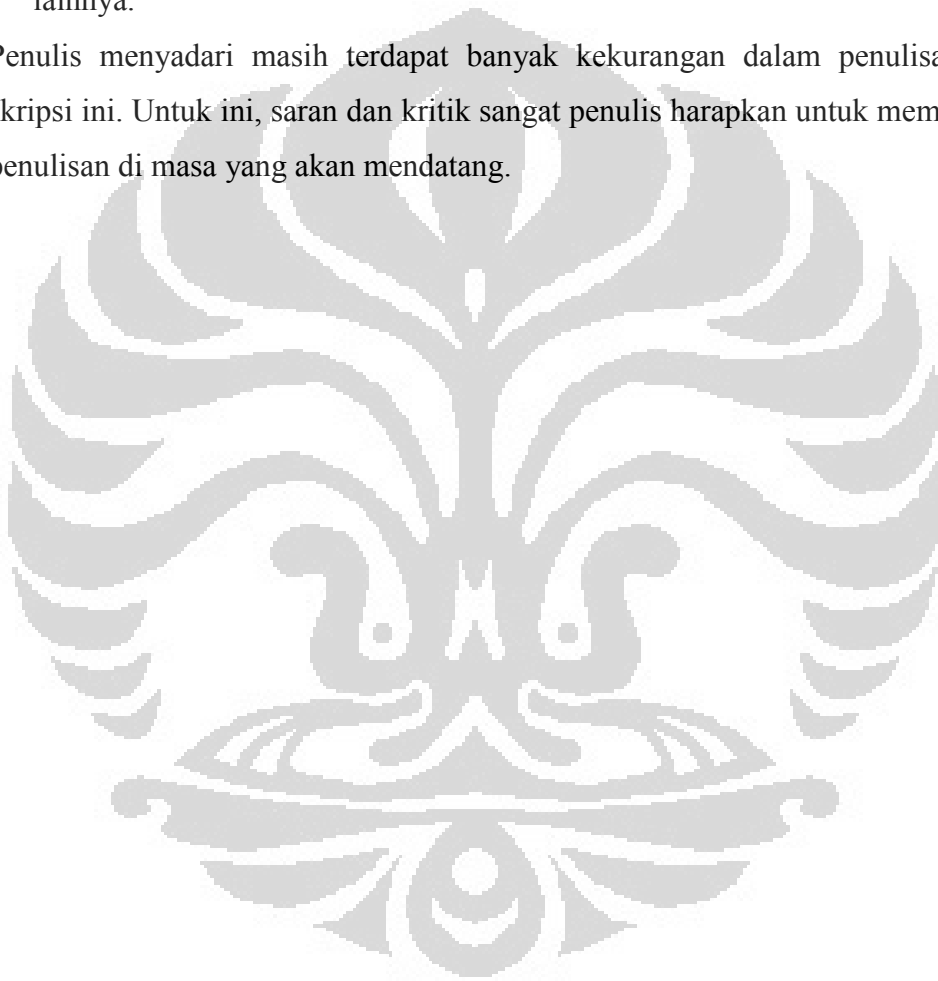 lainnya.
Penulis menyadari masih terdapat banyak kekurangan dalam penulisa
kripsi ini. Untuk ini, saran dan kritik sangat penulis harapkan untuk mem
penulisan di masa yang akan mendatang.